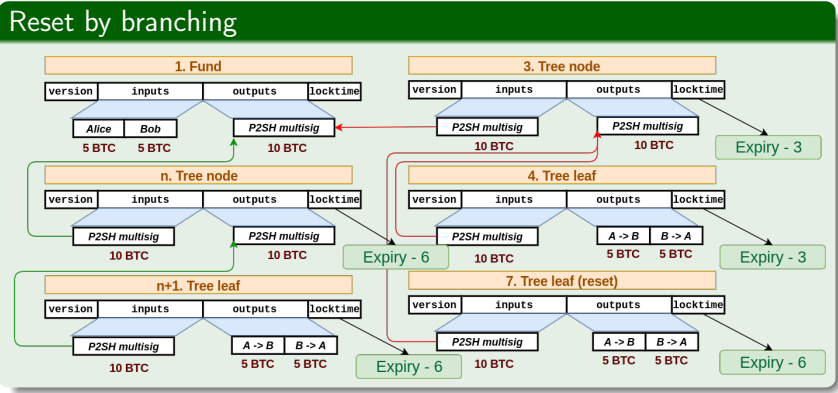 Reset by branching
1. Fund
version inputs outputs locktime
Alice Bob P2SH multisig
5 BTC 5 BTC 10 BTC
3. Tree node
version inputs outputs locktime
P2SH multisig P2SH multisig
10 BTC 10 BTC
Expiry - 3
n. Tree node
version inputs outputs locktime
P2SH multisig P2SH multisig
10 BTC 10 BTC
Expiry - 6
4. Tree leaf
version inputs outputs locktime
P2SH multisig A -> B B -> A
10 BTC 5 BTC 5 BTC
Expiry - 3
n+1. Tree leaf
version inputs outputs locktime
P2SH multisig A -> B B -> A
10 BTC 5 BTC 5 BTC
Expiry - 6
7. Tree leaf (reset)
version inputs outputs locktime
P2SH multisig A -> B B -> A
10 BTC 5 BTC 5 BTC
Expiry - 6